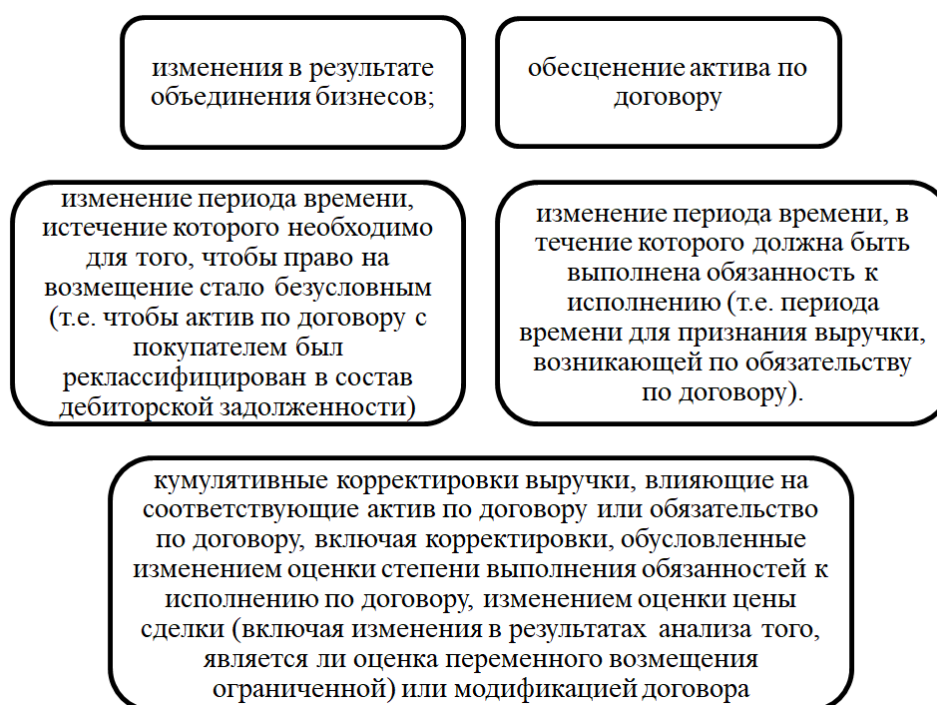 изменения в результате
объединения бизнесов;
обесценение актива по
договору
изменение периода времени,
истечение которого необходимо
для того, чтобы право на
возмещение стало безусловным
(т.е. чтобы актив по договору с
покупателем был
реклассифицирован в состав
дебиторской задолженности)
изменение периода времени, в
течение которого должна быть
выполнена обязанность к
исполнению (т.е. периода
времени для признания выручки,
возникающей по обязательству
по договору).
кумулятивные корректировки выручки, влияющие на
соответствующие актив по договору или обязательство
по договору, включая корректировки, обусловленные
изменением оценки степени выполнения обязанностей к
исполнению по договору, изменением оценки цены
сделки (включая изменения в результатах анализа того,
является ли оценка переменного возмещения
ограниченной) или модификацией договора